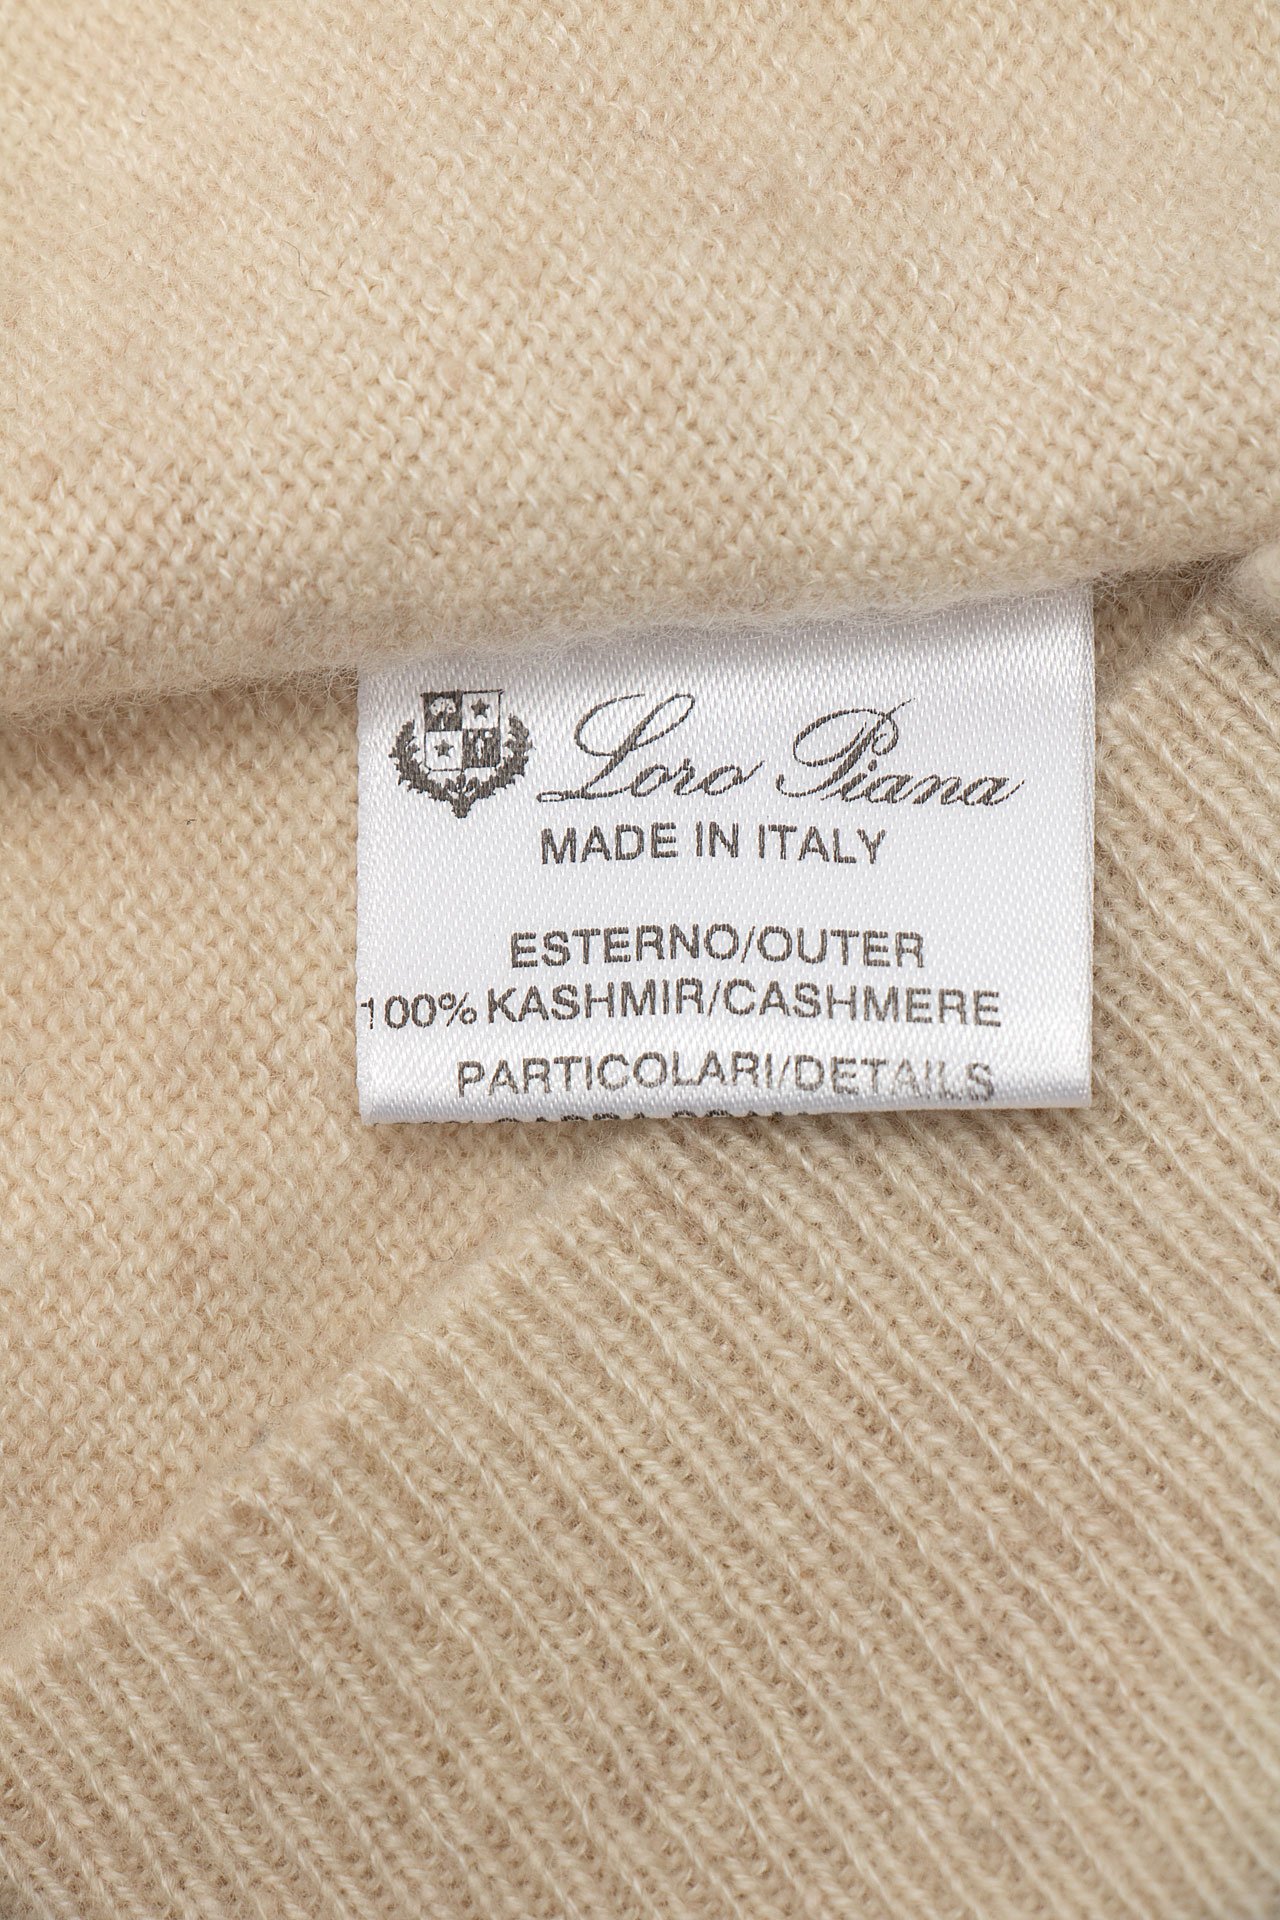 Loro Piana
MADE IN ITALY
ESTERNO/OUTER
100% KASHMIR/CASHMERE
PARTICOLARI/DETAILS